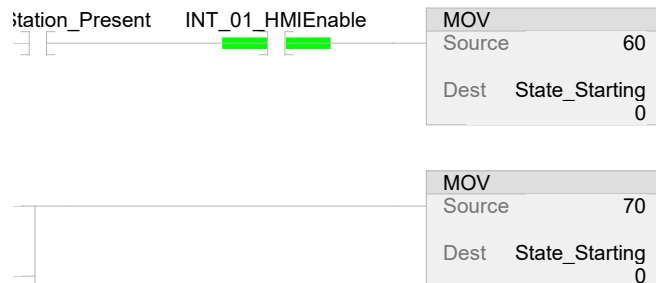 Station_Present INT_01_HMIEnable MOV
Source 60
Dest State_Starting
0
MOV
Source 70
Dest State_Starting
0